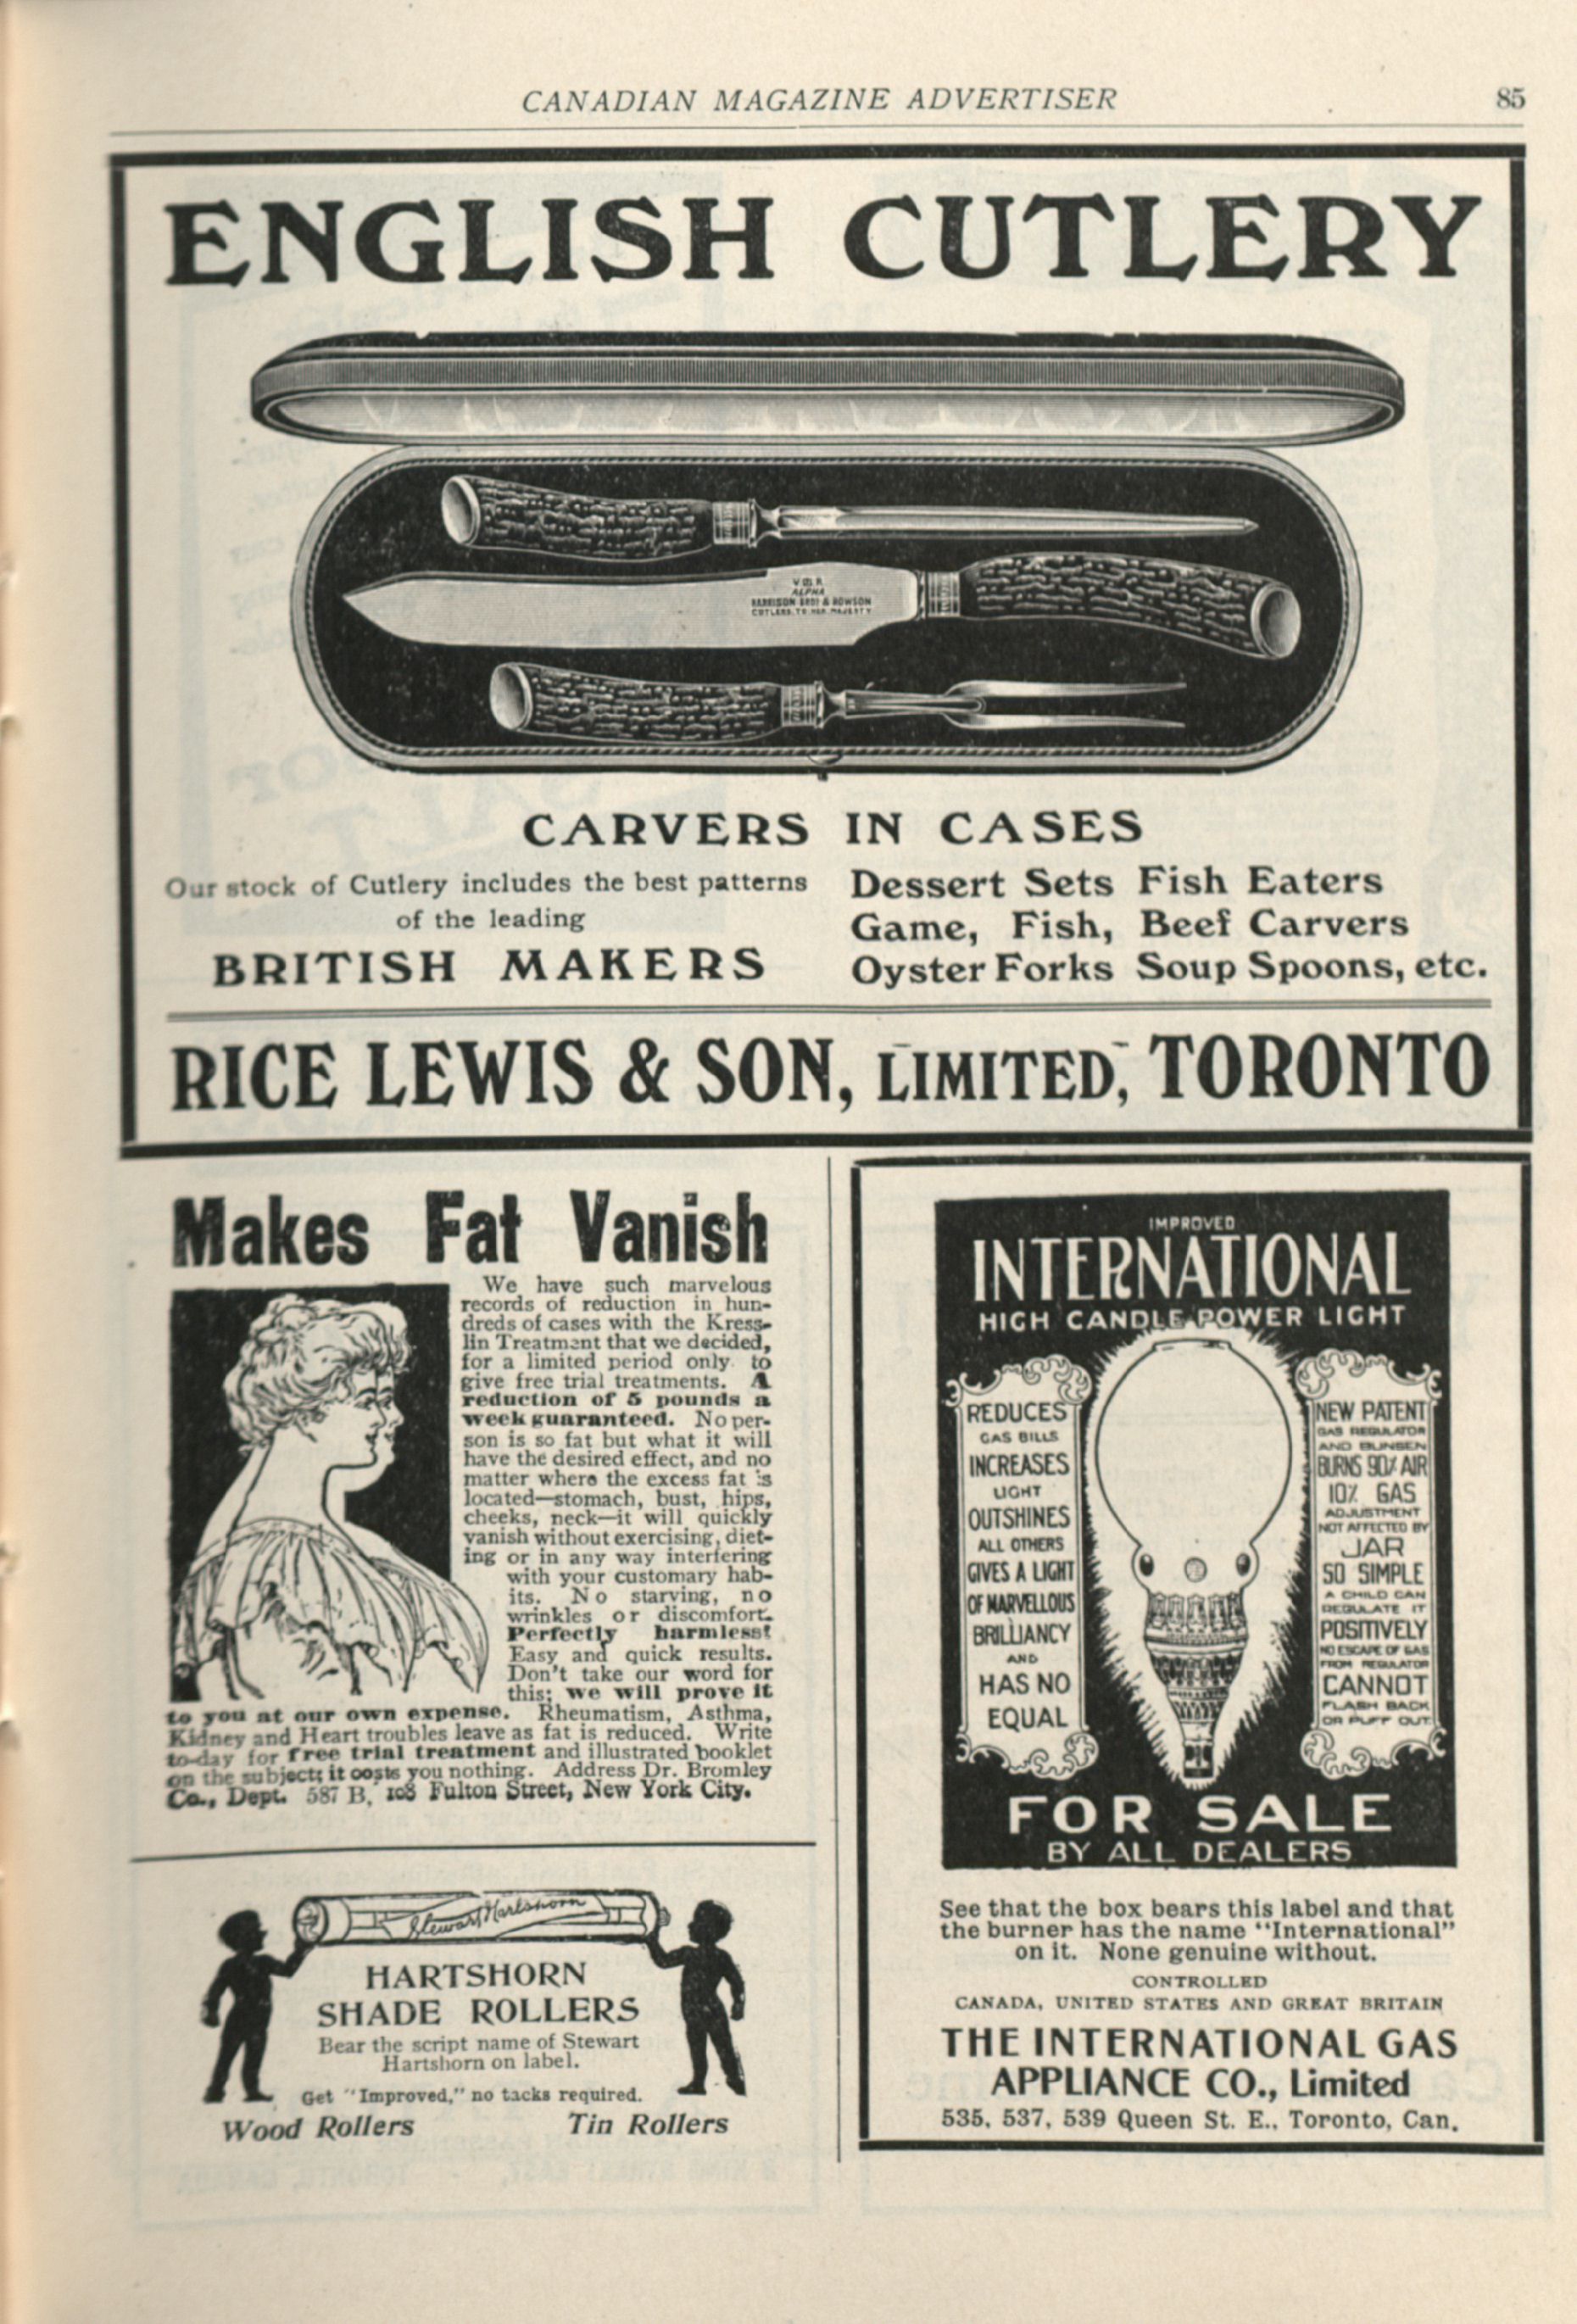 CANADIAN MAGAZINE ADVERTISER
85
ENGLISH CUTLERY
V R
ALPHA
HARRISON BROS & HOWSON
CUTLERS TO HER MAJESTY
CARVERS IN CASES
Our stock of Cutlery includes the best patterns
of the leading
BRITISH MAKERS
Dessert Sets Fish Eaters
Game, Fish, Beef Carvers
Oyster Forks Soup Spoons, etc.
RICE LEWIS & SON, LIMITED, TORONTO
Makes Fat Vanish
We have such marvelous
records of reduction in hun-
dreds of cases with the Kress-
lin Treatment that we decided,
for a limited period only to
give free trial treatments. A
reduction of 5 pounds a
week guaranteed. No per-
son is so fat but what it will
have the desired effect, and no
matter where the excess fat is
located—stomach, bust, hips,
cheeks, neck—it will quickly
vanish without exercising, diet-
ing or in any way interfering
with your customary hab-
its. No starving, no
wrinkles or discomfort.
Perfectly harmless!
Easy and quick results.
Don't take our word for
this; we will prove it
to you at our own expense. Rheumatism, Asthma,
Kidney and Heart troubles leave as fat is reduced. Write
to-day for free trial treatment and illustrated booklet
on the subject; it costs you nothing. Address Dr. Bromley
Co., Dept. 587 B, 108 Fulton Street, New York City.
Stewart Hartshorn
HARTSHORN
SHADE ROLLERS
Bear the script name of Stewart
Hartshorn on label.
Get "Improved," no tacks required.
Wood Rollers Tin Rollers
IMPROVED
INTERNATIONAL
HIGH CANDLE POWER LIGHT
REDUCES
GAS BILLS
INCREASES
LIGHT
OUTSHINES
ALL OTHERS
GIVES A LIGHT
OF MARVELLOUS
BRILLIANCY
AND
HAS NO
EQUAL
NEW PATENT
GAS REGULATOR
AND BUNSEN
BURNS 90% AIR
10% GAS
ADJUSTMENT
NOT AFFECTED BY
JAR
SO SIMPLE
A CHILD CAN
REGULATE IT
POSITIVELY
NO ESCAPE OF GAS
FROM REGULATOR
CANNOT
FLASH BACK
OR PUFF OUT
FOR SALE
BY ALL DEALERS
See that the box bears this label and that
the burner has the name "International"
on it. None genuine without.
CONTROLLED
CANADA, UNITED STATES AND GREAT BRITAIN
THE INTERNATIONAL GAS
APPLIANCE CO., Limited
535, 537, 539 Queen St. E., Toronto, Can.